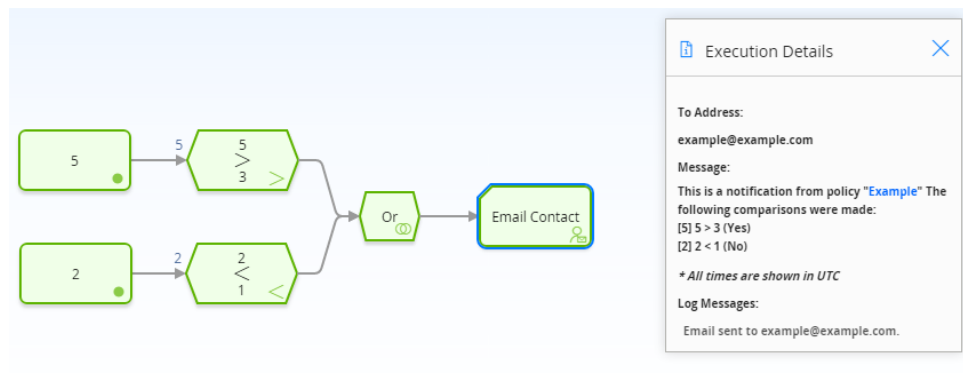 5
5
5
>
3
>
2
2
2
<
1
<
Or
Email Contact
Execution Details
To Address:
example@example.com
Message:
This is a notification from policy "Example" The
following comparisons were made:
[5] 5 > 3 (Yes)
[2] 2 < 1 (No)
* All times are shown in UTC
Log Messages:
Email sent to example@example.com.